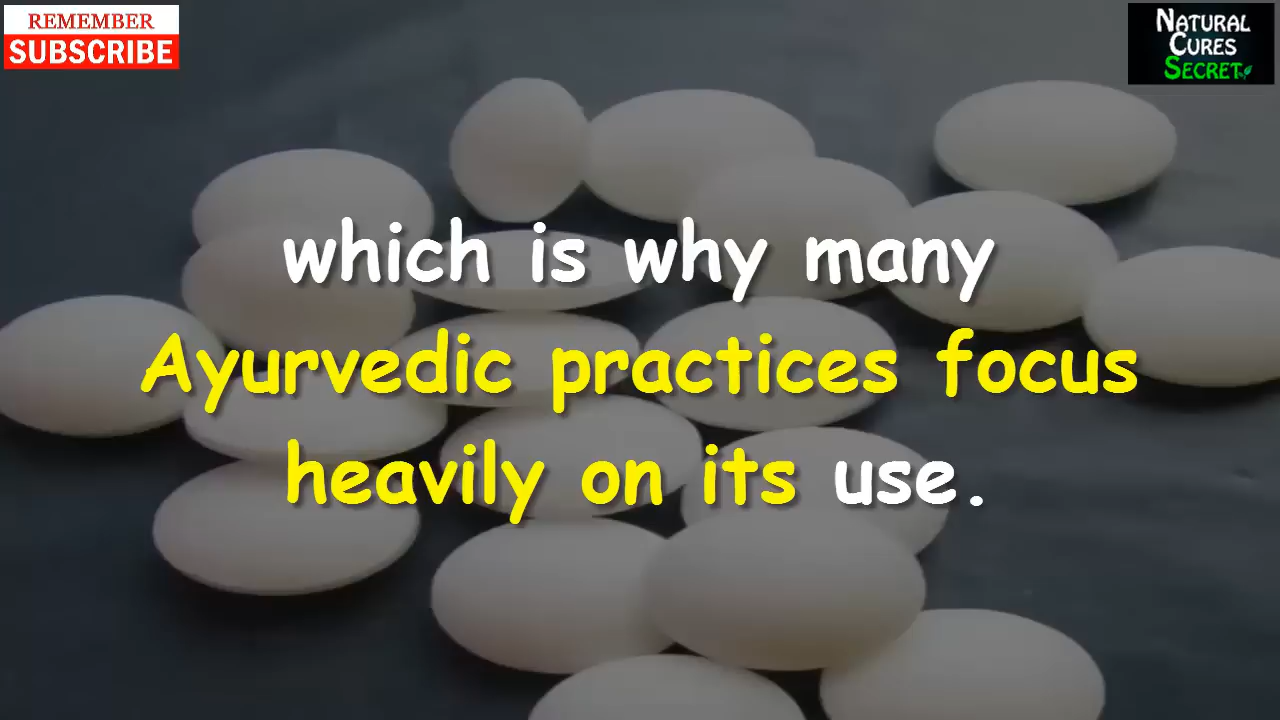 REMEMBER
SUBSCRIBE
NATURAL
CURES
SECRET
which is why many
Ayurvedic practices focus
heavily on its use.